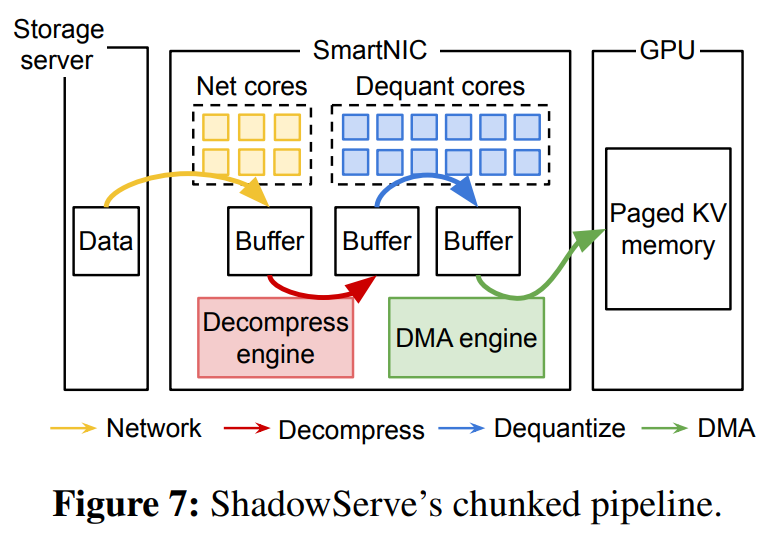 Storage
server
SmartNIC
GPU
Net cores
Dequant cores
Data
Buffer
Buffer
Buffer
Paged KV
memory
Decompress
engine
DMA engine
Network
Decompress
Dequantize
DMA
Figure 7: ShadowServe's chunked pipeline.